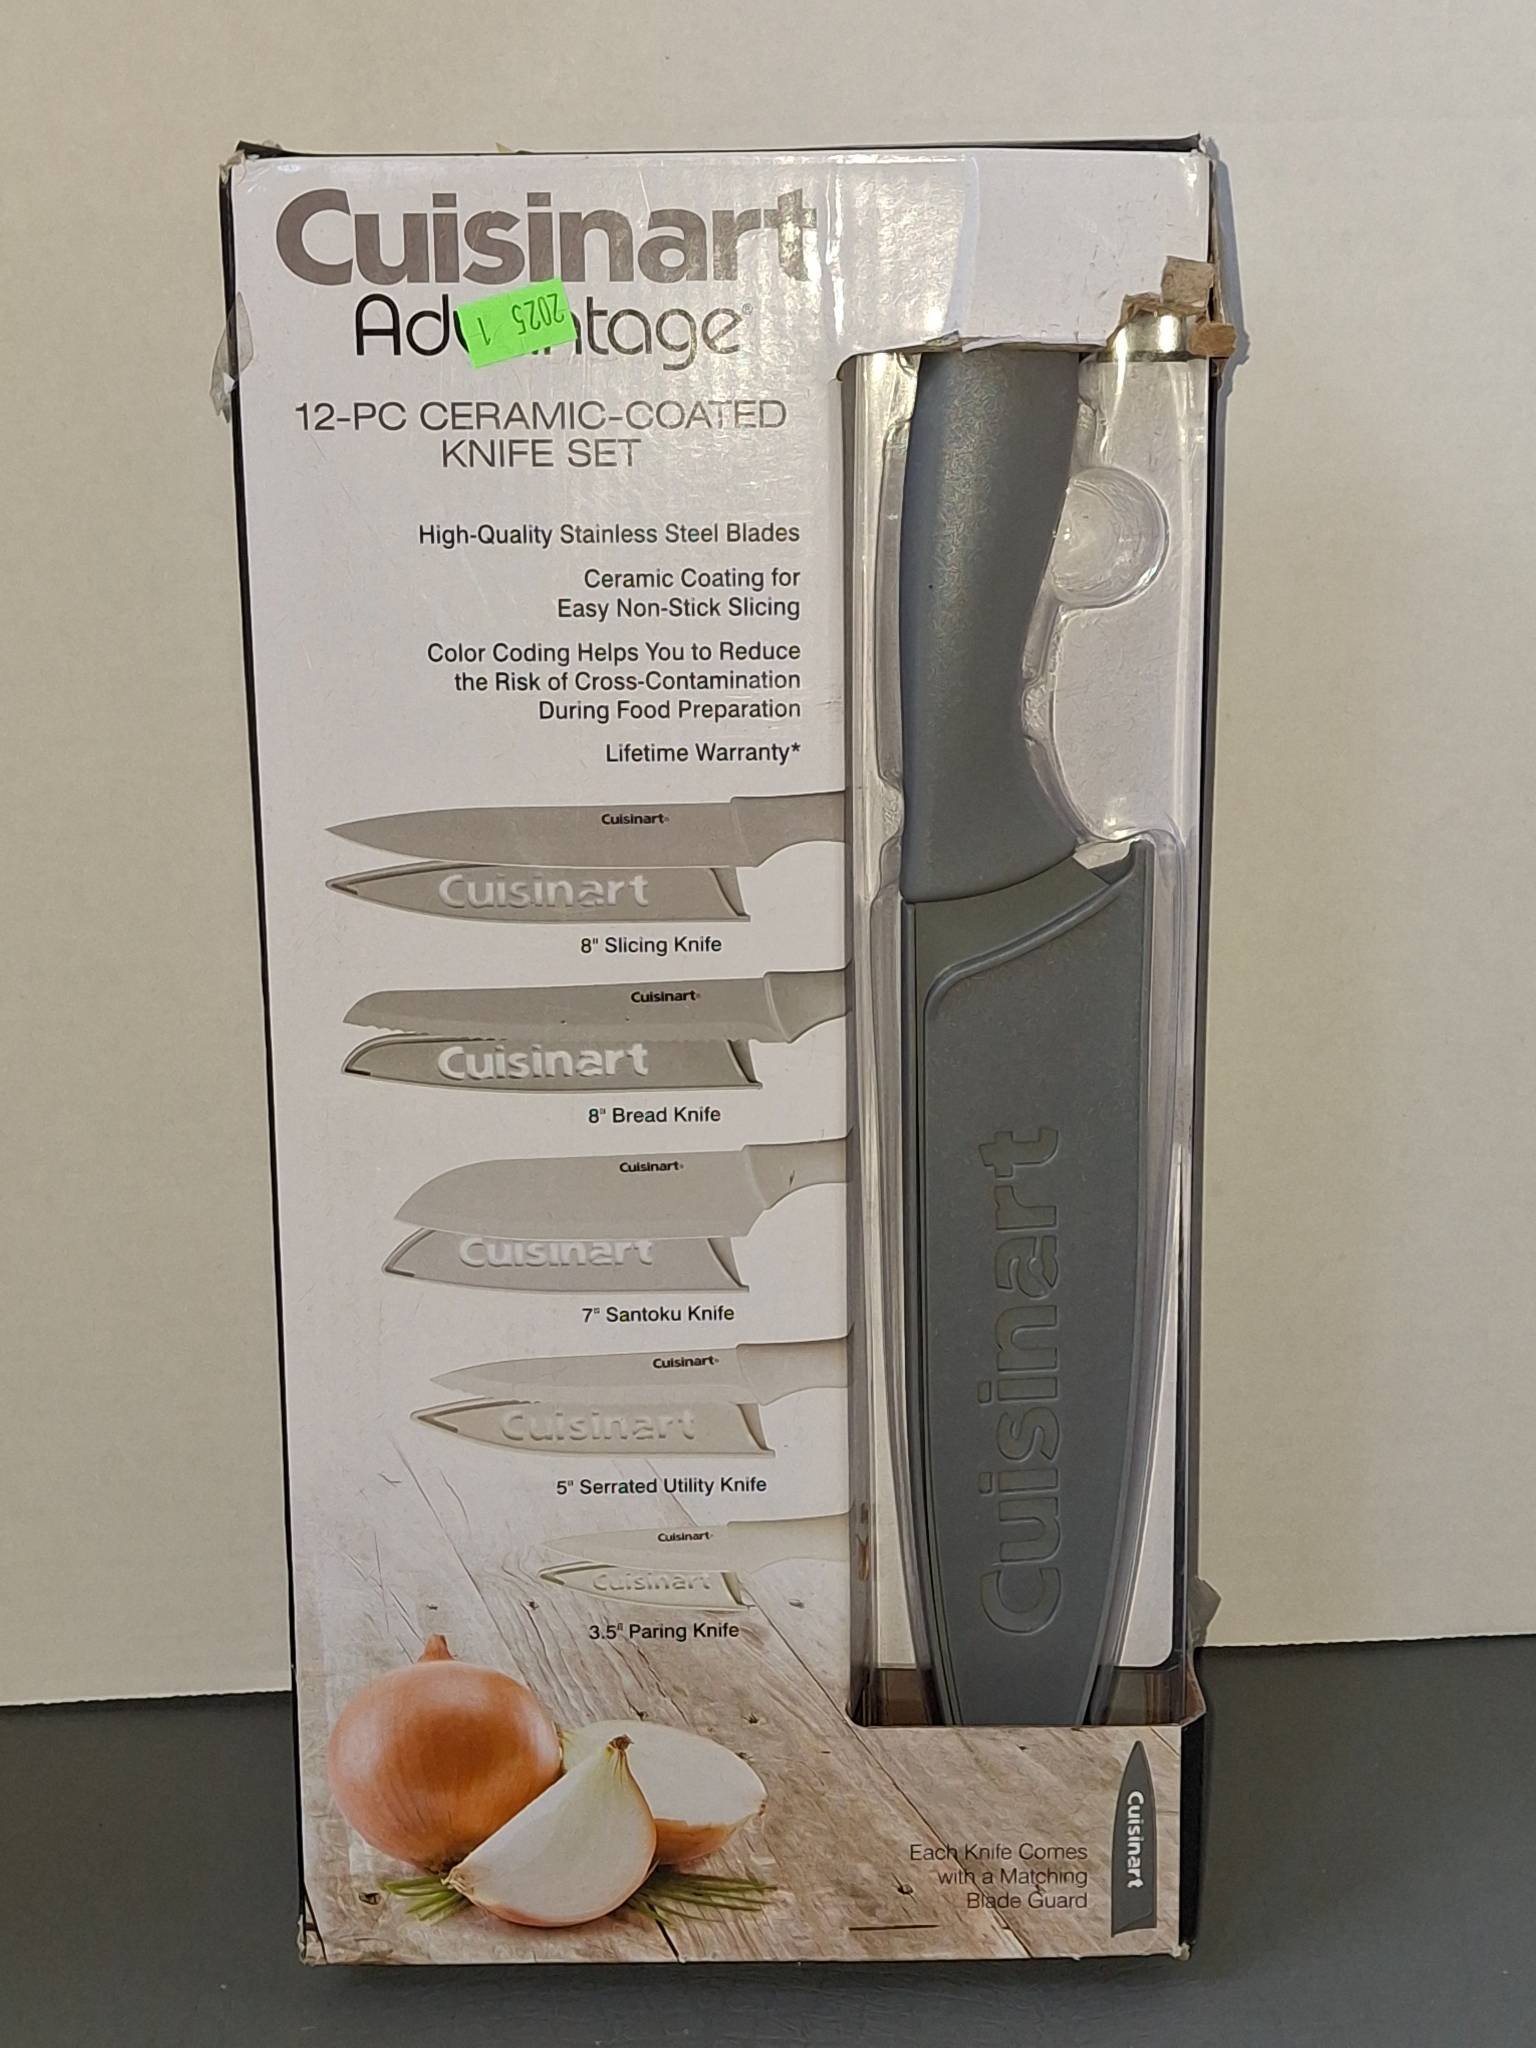 Cuisinart
Advantage®
2025 1
12-PC CERAMIC-COATED
KNIFE SET
High-Quality Stainless Steel Blades
Ceramic Coating for
Easy Non-Stick Slicing
Color Coding Helps You to Reduce
the Risk of Cross-Contamination
During Food Preparation
Lifetime Warranty*
Cuisinart®
Cuisinart
8" Slicing Knife
Cuisinart®
Cuisinart
8" Bread Knife
Cuisinart®
Cuisinart
7" Santoku Knife
Cuisinart®
Cuisinart
5" Serrated Utility Knife
Cuisinart®
Cuisinart
3.5" Paring Knife
Cuisinart
Each Knife Comes
with a Matching
Blade Guard
Cuisinart